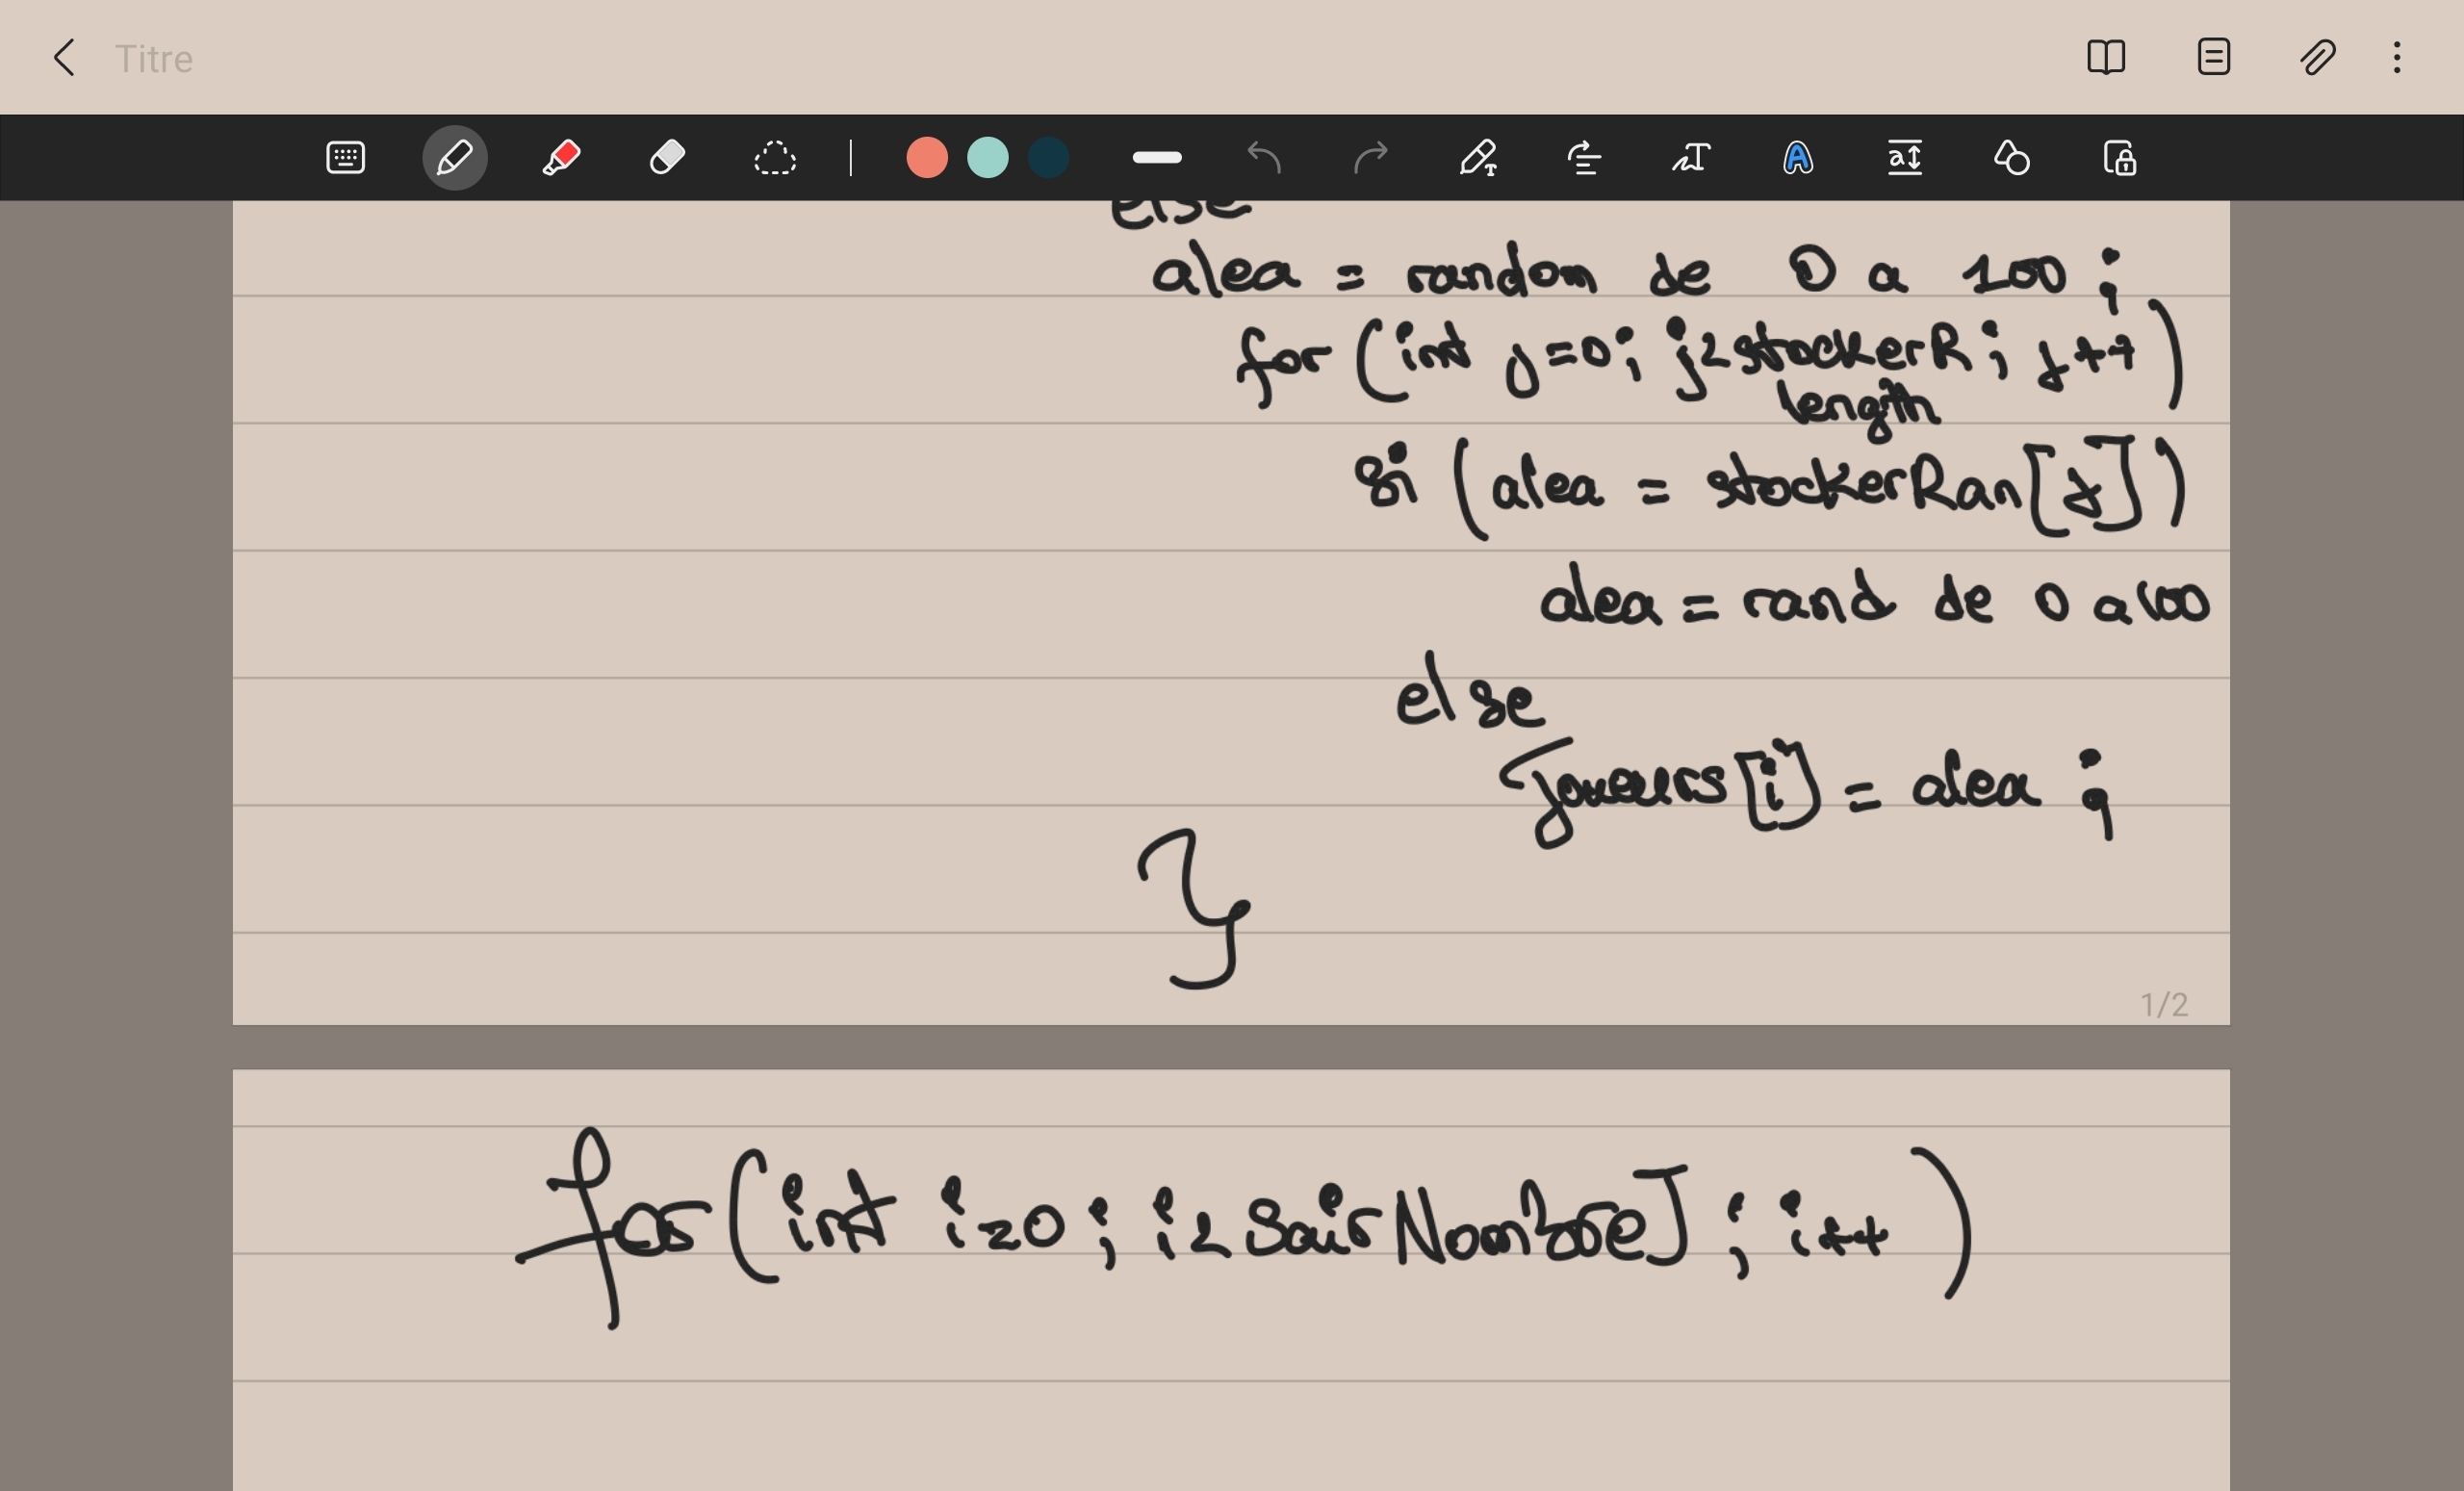 Titre
else
alea = random de 0 a 100 ;
for (int j=0; j<stockerR ; j++)
length
si (alea = stockerRan[j])
alea = rand de 0 a 100
else
joueurs[i] = alea ;
}
1/2
for (int i=0 ; i< saisNombre] ; i++)